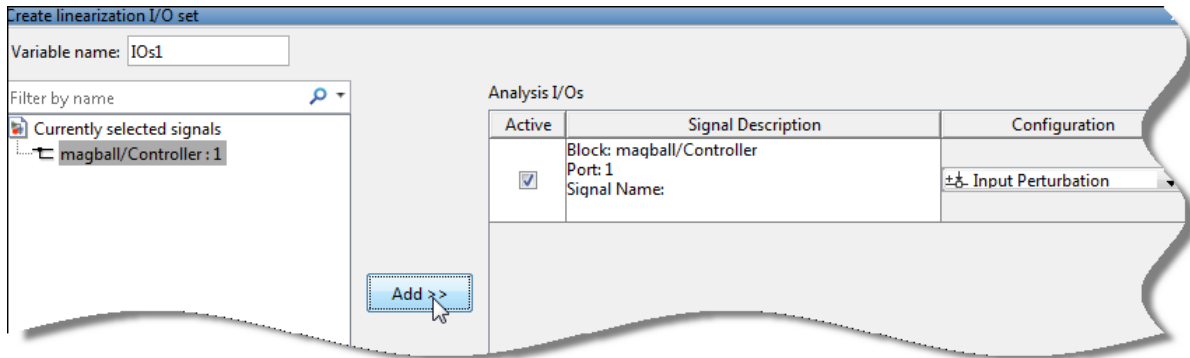 Create linearization I/O set
Variable name: IOs1
Filter by name
Currently selected signals
magball/Controller : 1
Add >>
Analysis I/Os
Active Signal Description Configuration
Block: magball/Controller
Port: 1
Signal Name:
Input Perturbation